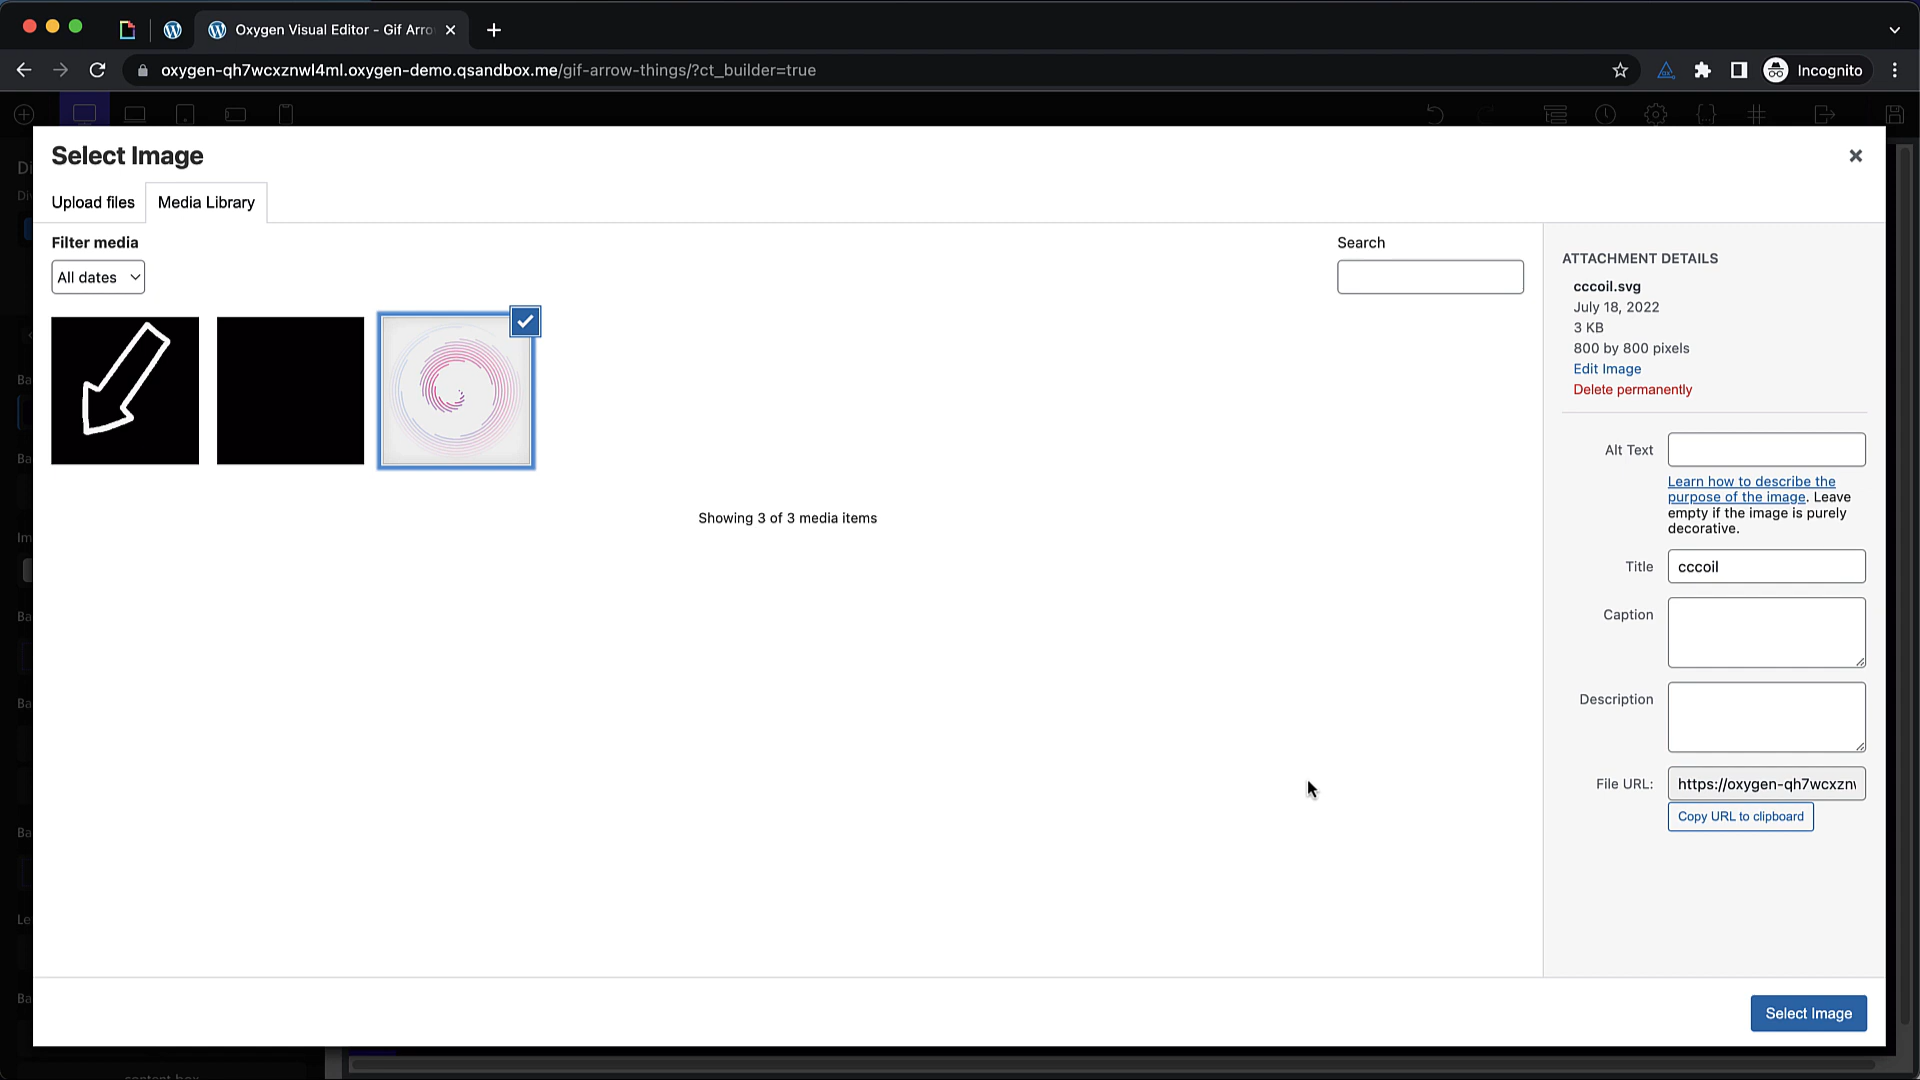 Oxygen Visual Editor - Gif Arro
oxygen-qh7wcxznwl4ml.oxygen-demo.qsandbox.me/gif-arrow-things/?ct_builder=true
Incognito
Select Image
Upload files
Media Library
Filter media
All dates
Search
Showing 3 of 3 media items
ATTACHMENT DETAILS
cccoil.svg
July 18, 2022
3 KB
800 by 800 pixels
Edit Image
Delete permanently
Alt Text
Learn how to describe the
purpose of the image. Leave
empty if the image is purely
decorative.
Title
cccoil
Caption
Description
File URL:
https://oxygen-qh7wcxzn
Copy URL to clipboard
Select Image